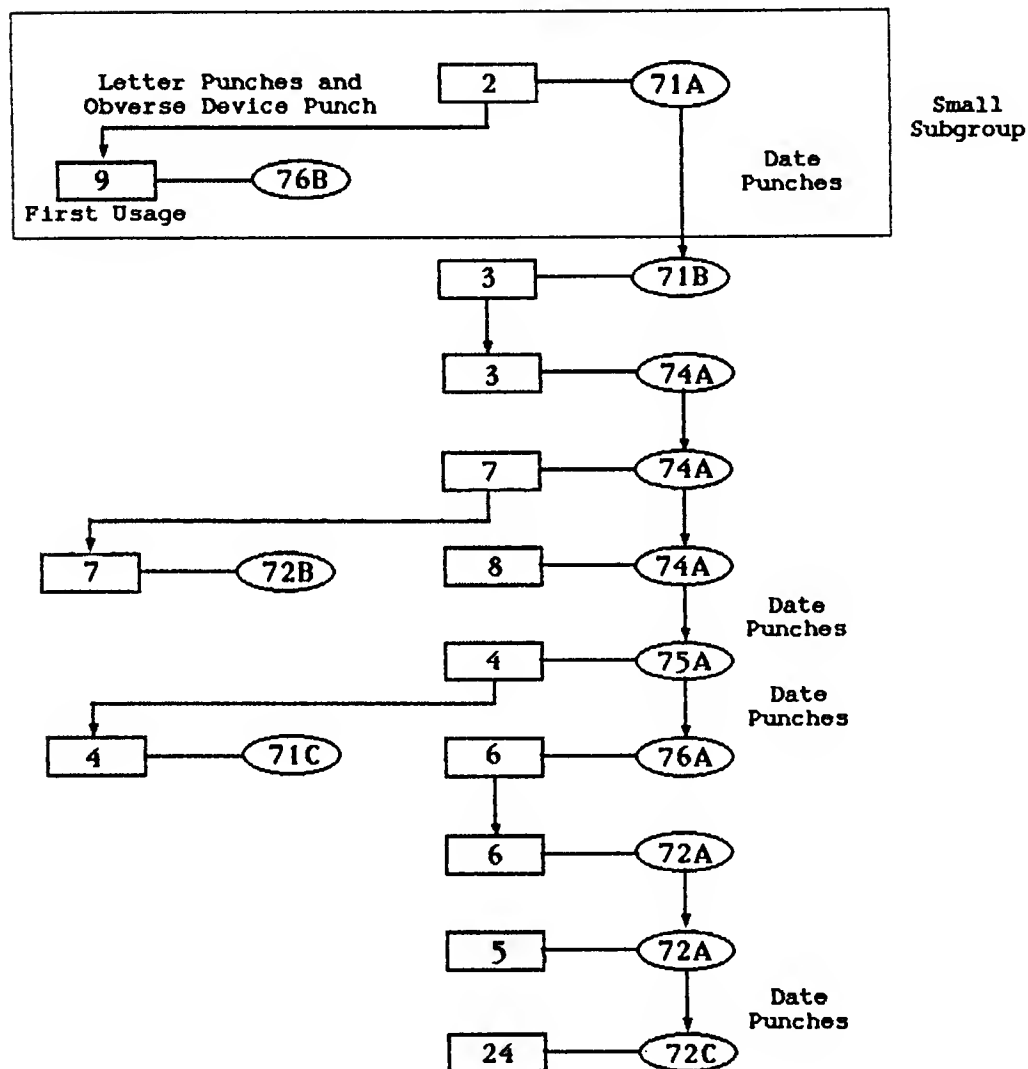 Letter Punches and
Obverse Device Punch
2 71A
Small
Subgroup
9 76B
First Usage
Date
Punches
3 71B
3 74A
7 74A
7 72B
8 74A
Date
Punches
4 75A
Date
Punches
4 71C
6 76A
6 72A
5 72A
Date
Punches
24 72C